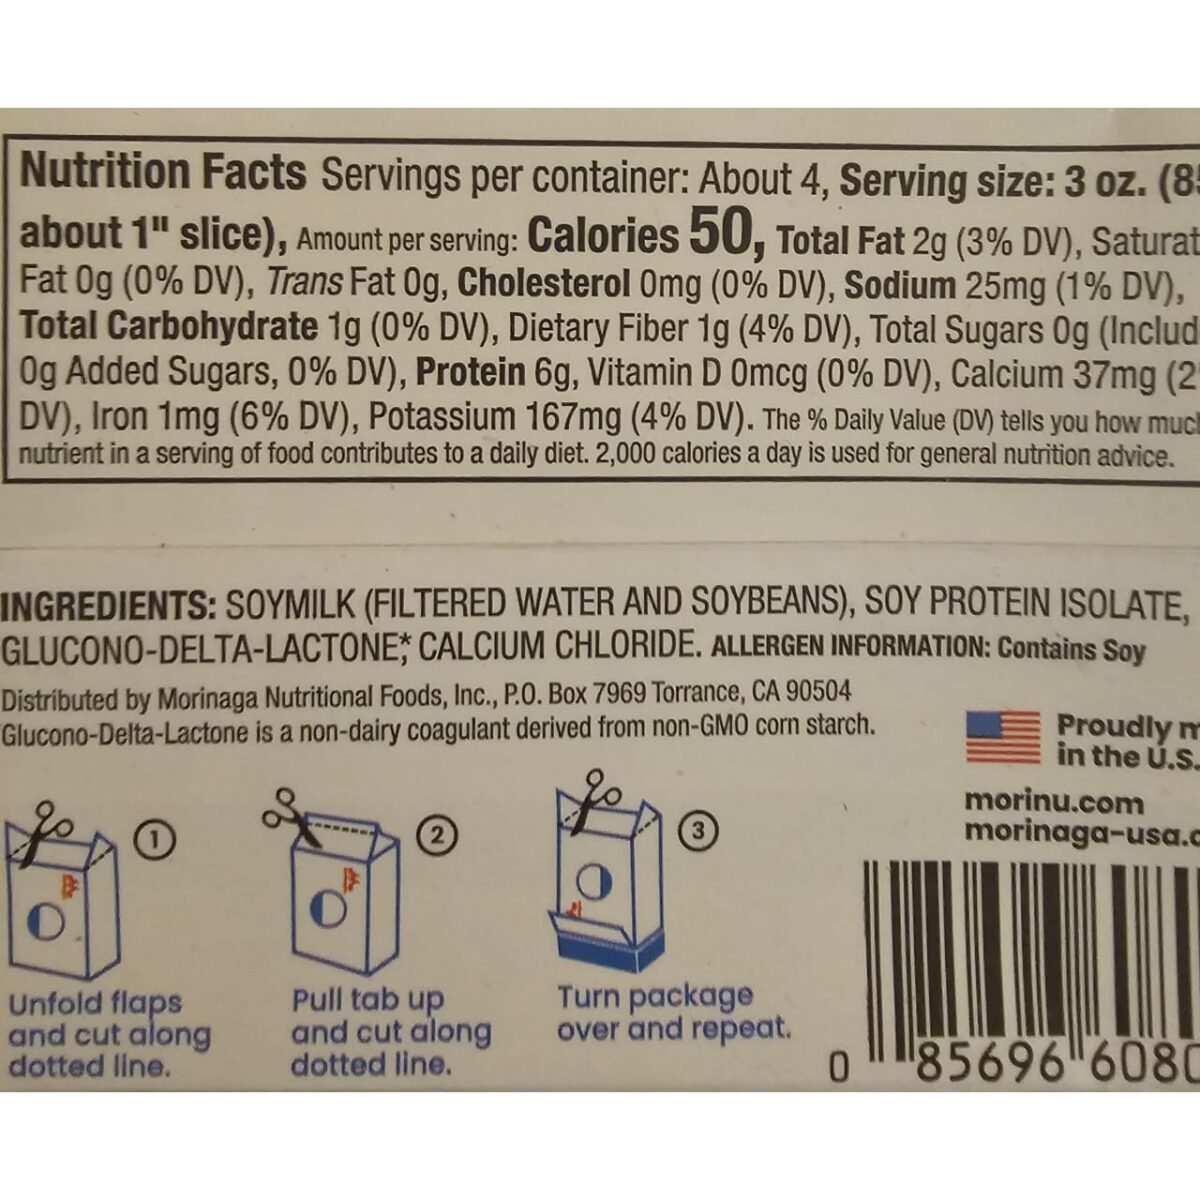 Nutrition Facts Servings per container: About 4, Serving size: 3 oz. (85
about 1" slice), Amount per serving: Calories 50, Total Fat 2g (3% DV), Saturat
Fat 0g (0% DV), Trans Fat 0g, Cholesterol 0mg (0% DV), Sodium 25mg (1% DV),
Total Carbohydrate 1g (0% DV), Dietary Fiber 1g (4% DV), Total Sugars 0g (Includ
0g Added Sugars, 0% DV), Protein 6g, Vitamin D 0mcg (0% DV), Calcium 37mg (2
DV), Iron 1mg (6% DV), Potassium 167mg (4% DV). The % Daily Value (DV) tells you how much
nutrient in a serving of food contributes to a daily diet. 2,000 calories a day is used for general nutrition advice.
INGREDIENTS: SOYMILK (FILTERED WATER AND SOYBEANS), SOY PROTEIN ISOLATE,
GLUCONO-DELTA-LACTONE,* CALCIUM CHLORIDE. ALLERGEN INFORMATION: Contains Soy
Distributed by Morinaga Nutritional Foods, Inc., P.O. Box 7969 Torrance, CA 90504
Glucono-Delta-Lactone is a non-dairy coagulant derived from non-GMO corn starch.
Proudly m
in the U.S.
morinu.com
morinaga-usa.c
1
Unfold flaps
and cut along
dotted line.
2
Pull tab up
and cut along
dotted line.
3
Turn package
over and repeat.
0 85696 6080